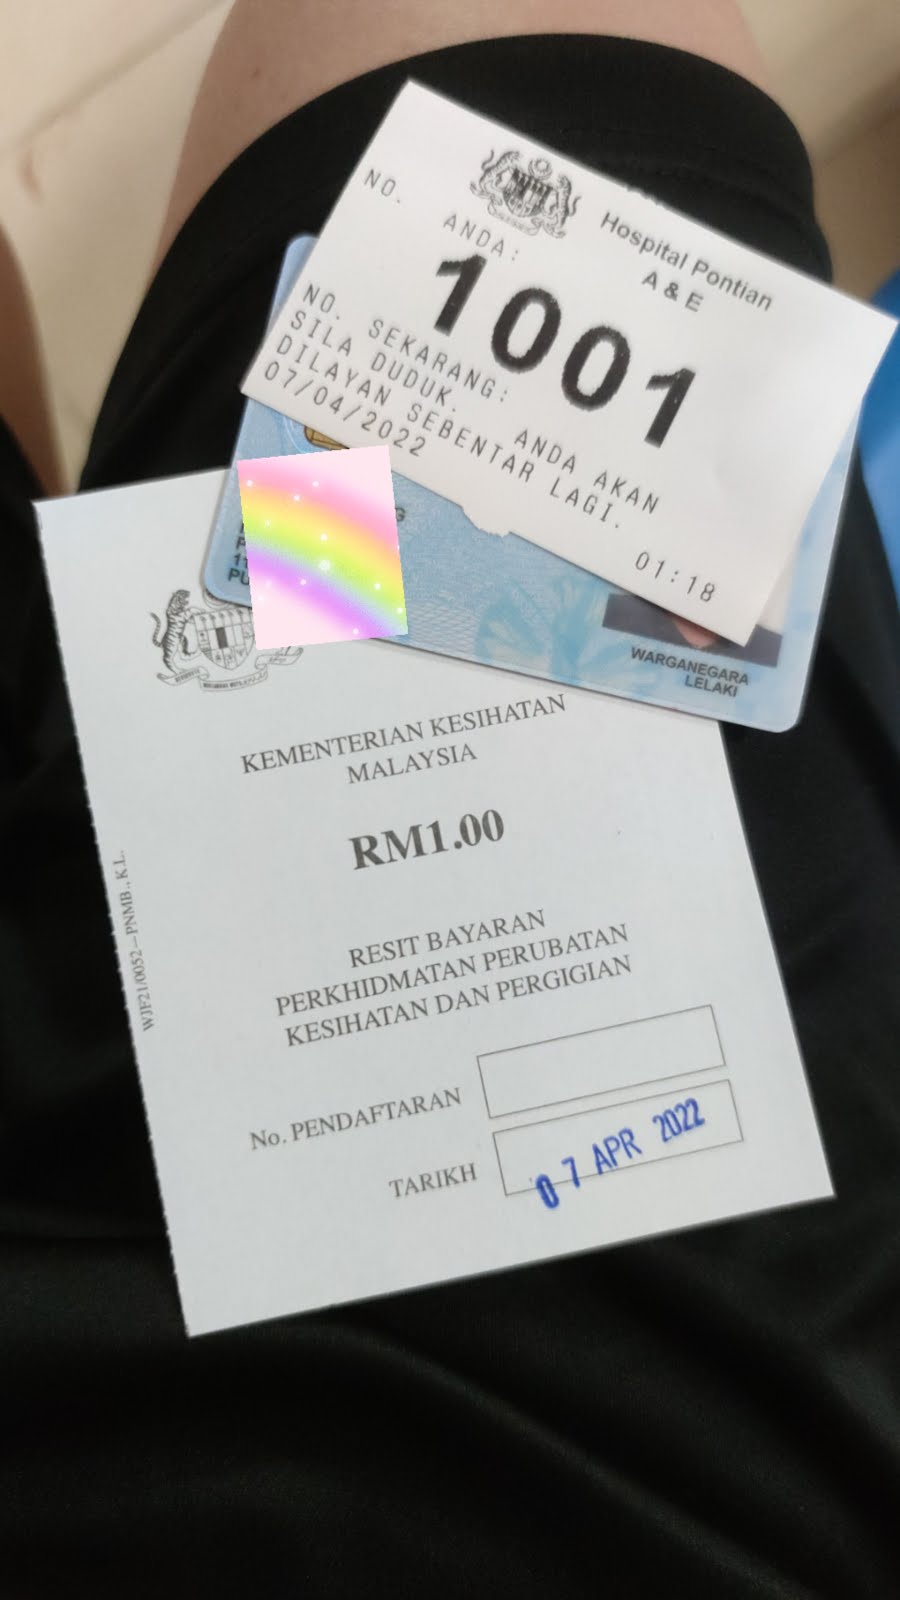 Hospital Pontian
A & E
NO. ANDA:
1001
NO. SEKARANG:
SILA DUDUK. ANDA AKAN
DILAYAN SEBENTAR LAGI.
07/04/2022 01:18
WARGANEGARA
LELAKI
KEMENTERIAN KESIHATAN
MALAYSIA
RM1.00
RESIT BAYARAN
PERKHIDMATAN PERUBATAN
KESIHATAN DAN PERGIGIAN
No. PENDAFTARAN
TARIKH 07 APR 2022
WJF21/0052 – PNMB., K.L.